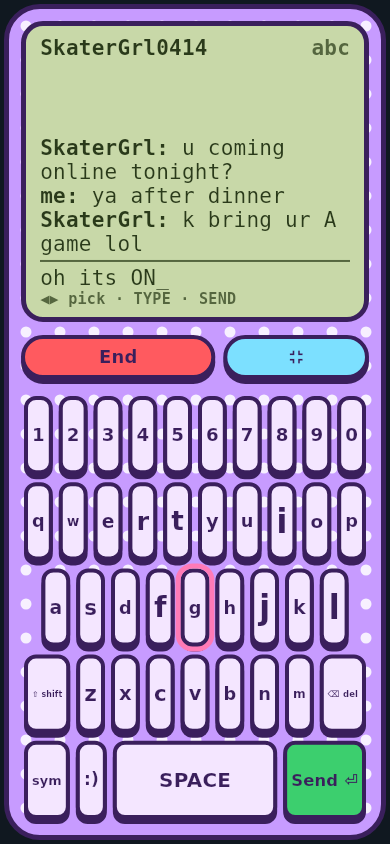 SkaterGrl0414 abc
SkaterGrl: u coming
online tonight?
me: ya after dinner
SkaterGrl: k bring ur A
game lol
oh its ON_
◀▶ pick · TYPE · SEND
End
1 2 3 4 5 6 7 8 9 0
q w e r t y u i o p
a s d f g h j k l
⇧ shift z x c v b n m ⌫ del
sym :) SPACE Send ⏎